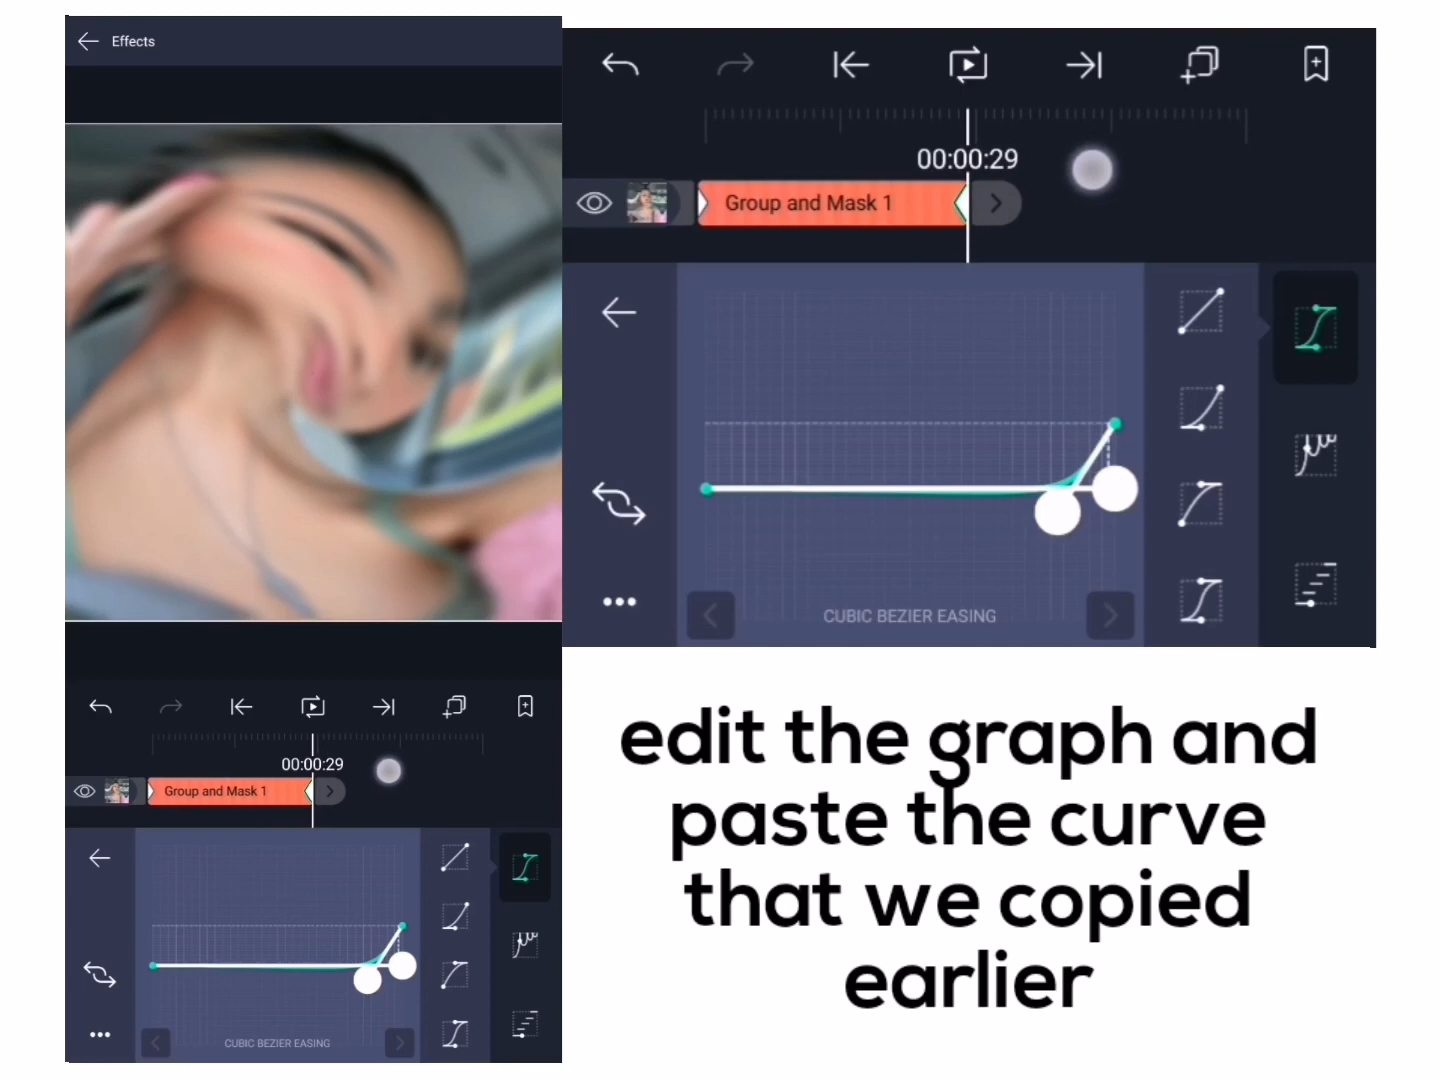 Effects
00:00:29
Group and Mask 1
CUBIC BEZIER EASING
00:00:29
Group and Mask 1
CUBIC BEZIER EASING
edit the graph and
paste the curve
that we copied
earlier